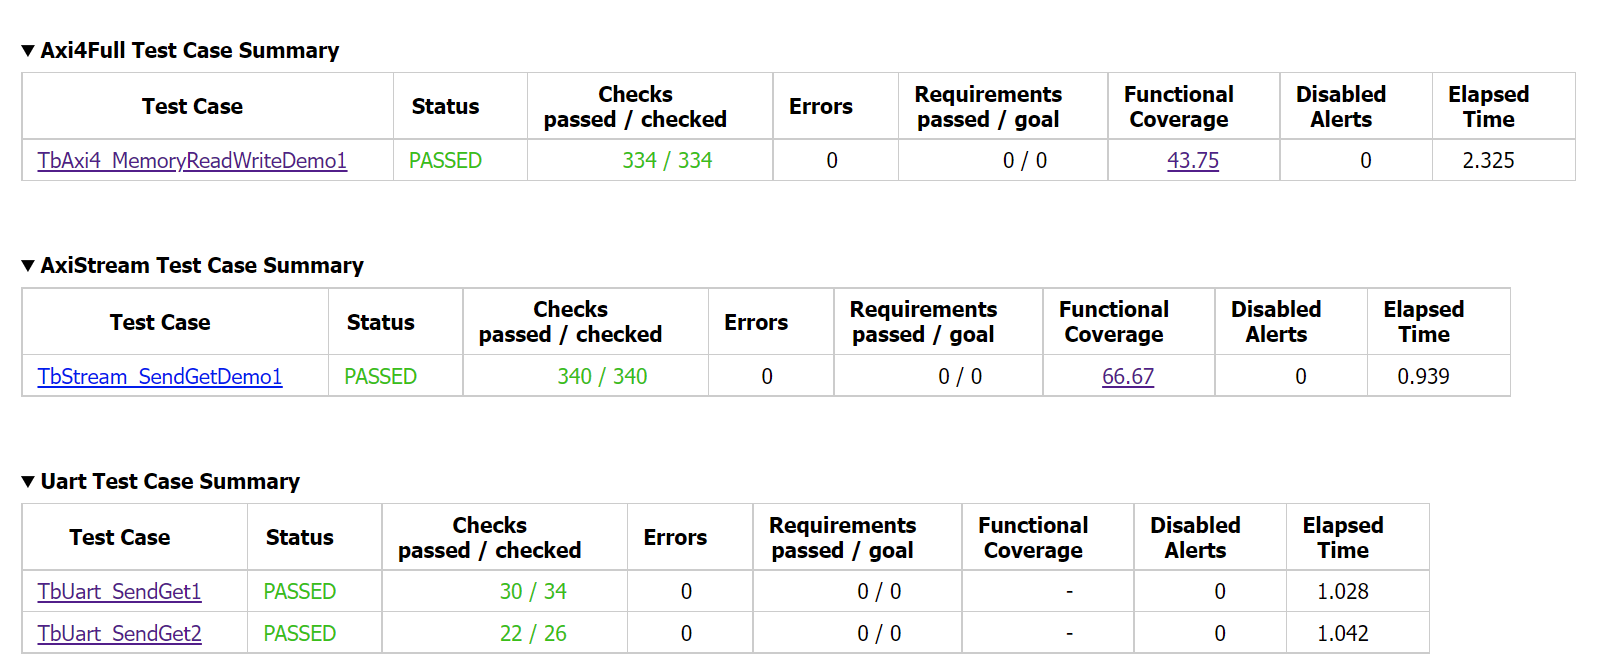 ▼ Axi4Full Test Case Summary
Test Case Status Checks passed / checked Errors Requirements passed / goal Functional Coverage Disabled Alerts Elapsed Time
TbAxi4_MemoryReadWriteDemo1 PASSED 334 / 334 0 0 / 0 43.75 0 2.325
▼ AxiStream Test Case Summary
Test Case Status Checks passed / checked Errors Requirements passed / goal Functional Coverage Disabled Alerts Elapsed Time
TbStream_SendGetDemo1 PASSED 340 / 340 0 0 / 0 66.67 0 0.939
▼ Uart Test Case Summary
Test Case Status Checks passed / checked Errors Requirements passed / goal Functional Coverage Disabled Alerts Elapsed Time
TbUart_SendGet1 PASSED 30 / 34 0 0 / 0 - 0 1.028
TbUart_SendGet2 PASSED 22 / 26 0 0 / 0 - 0 1.042